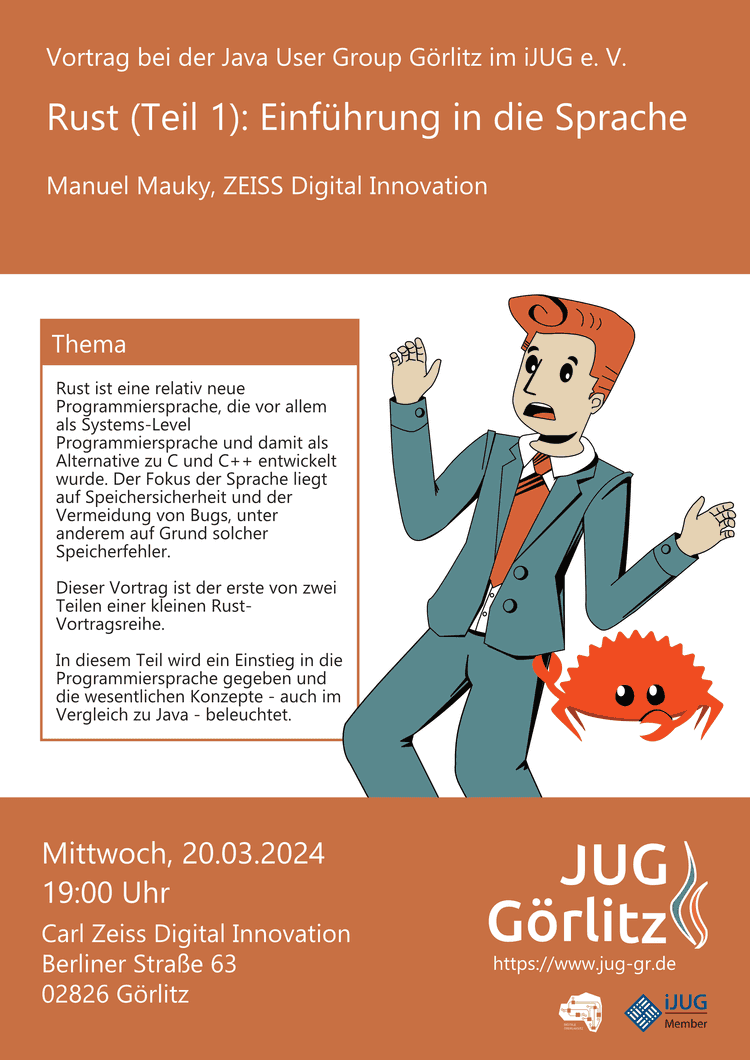 Vortrag bei der Java User Group Görlitz im iJUG e. V.
Rust (Teil 1): Einführung in die Sprache
Manuel Mauky, ZEISS Digital Innovation
Thema
Rust ist eine relativ neue
Programmiersprache, die vor allem
als Systems-Level
Programmiersprache und damit als
Alternative zu C und C++ entwickelt
wurde. Der Fokus der Sprache liegt
auf Speichersicherheit und der
Vermeidung von Bugs, unter
anderem auf Grund solcher
Speicherfehler.
Dieser Vortrag ist der erste von zwei
Teilen einer kleinen Rust-
Vortragsreihe.
In diesem Teil wird ein Einstieg in die
Programmiersprache gegeben und
die wesentlichen Konzepte - auch im
Vergleich zu Java - beleuchtet.
Mittwoch, 20.03.2024
19:00 Uhr
Carl Zeiss Digital Innovation
Berliner Straße 63
02826 Görlitz
JUG
Görlitz
https://www.jug-gr.de
iJUG
Member